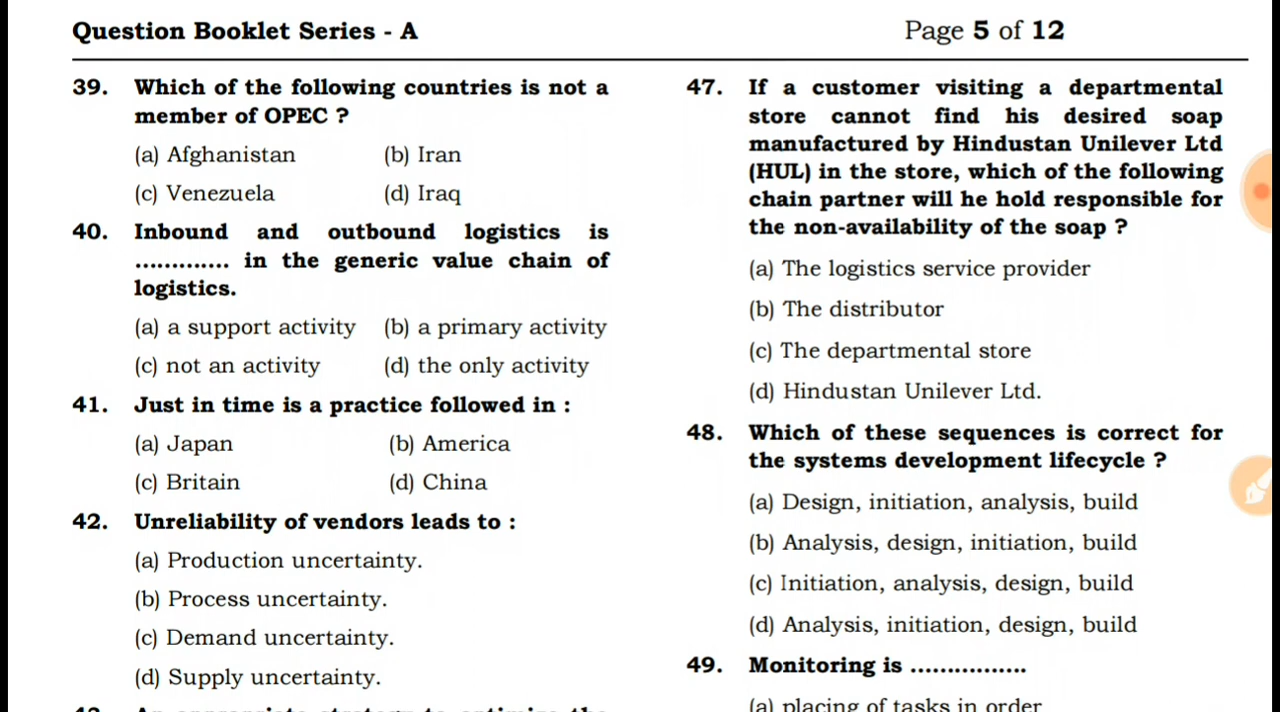 Question Booklet Series - A
Page 5 of 12
39. Which of the following countries is not a
member of OPEC ?
(a) Afghanistan (b) Iran
(c) Venezuela (d) Iraq
40. Inbound and outbound logistics is
............. in the generic value chain of
logistics.
(a) a support activity (b) a primary activity
(c) not an activity (d) the only activity
41. Just in time is a practice followed in :
(a) Japan (b) America
(c) Britain (d) China
42. Unreliability of vendors leads to :
(a) Production uncertainty.
(b) Process uncertainty.
(c) Demand uncertainty.
(d) Supply uncertainty.
43. An appropriate strategy to optimize the
47. If a customer visiting a departmental
store cannot find his desired soap
manufactured by Hindustan Unilever Ltd
(HUL) in the store, which of the following
chain partner will he hold responsible for
the non-availability of the soap ?
(a) The logistics service provider
(b) The distributor
(c) The departmental store
(d) Hindustan Unilever Ltd.
48. Which of these sequences is correct for
the systems development lifecycle ?
(a) Design, initiation, analysis, build
(b) Analysis, design, initiation, build
(c) Initiation, analysis, design, build
(d) Analysis, initiation, design, build
49. Monitoring is ................
(a) placing of tasks in order